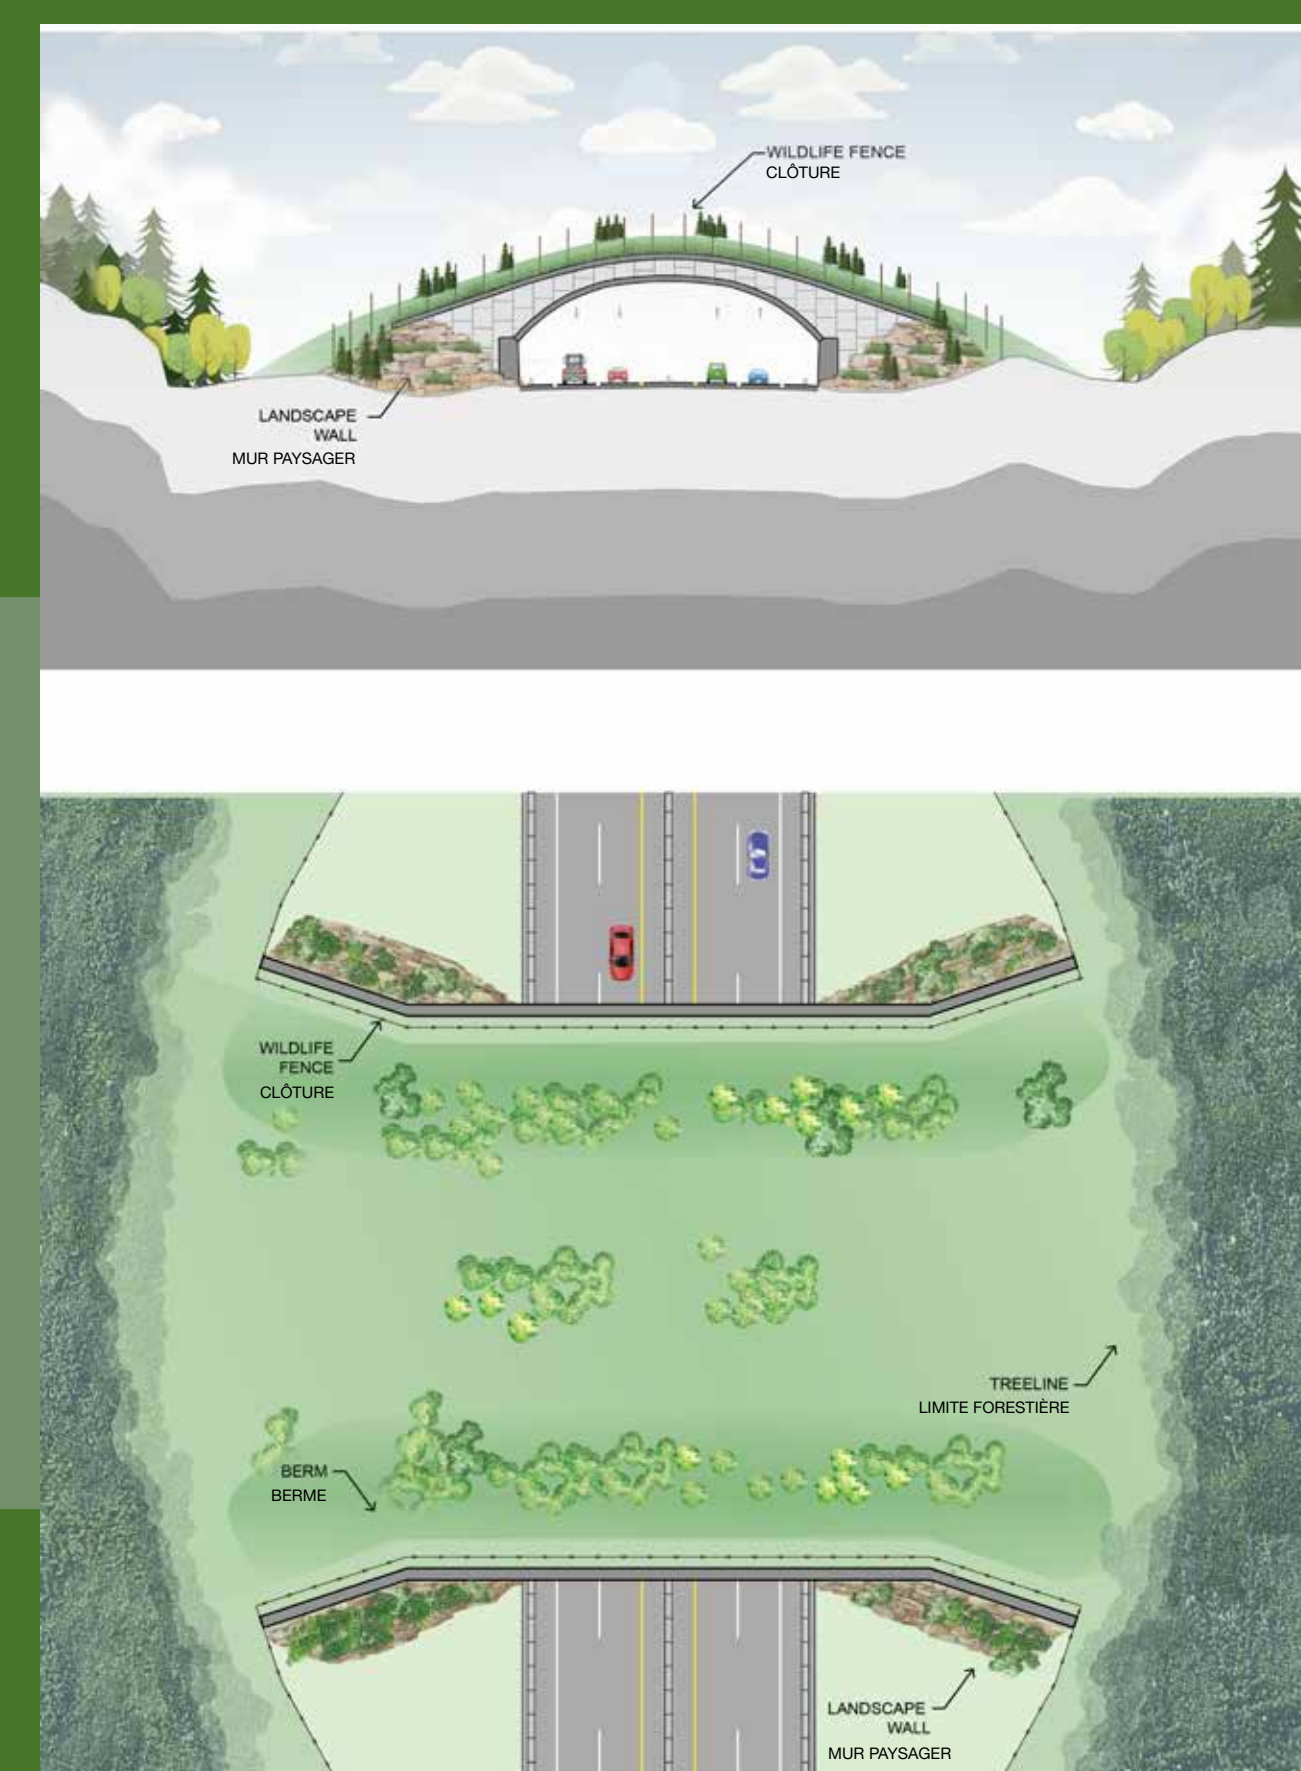 WILDLIFE FENCE
CLÔTURE
LANDSCAPE
WALL
MUR PAYSAGER
WILDLIFE
FENCE
CLÔTURE
TREELINE
LIMITE FORESTIÈRE
BERM
BERME
LANDSCAPE
WALL
MUR PAYSAGER